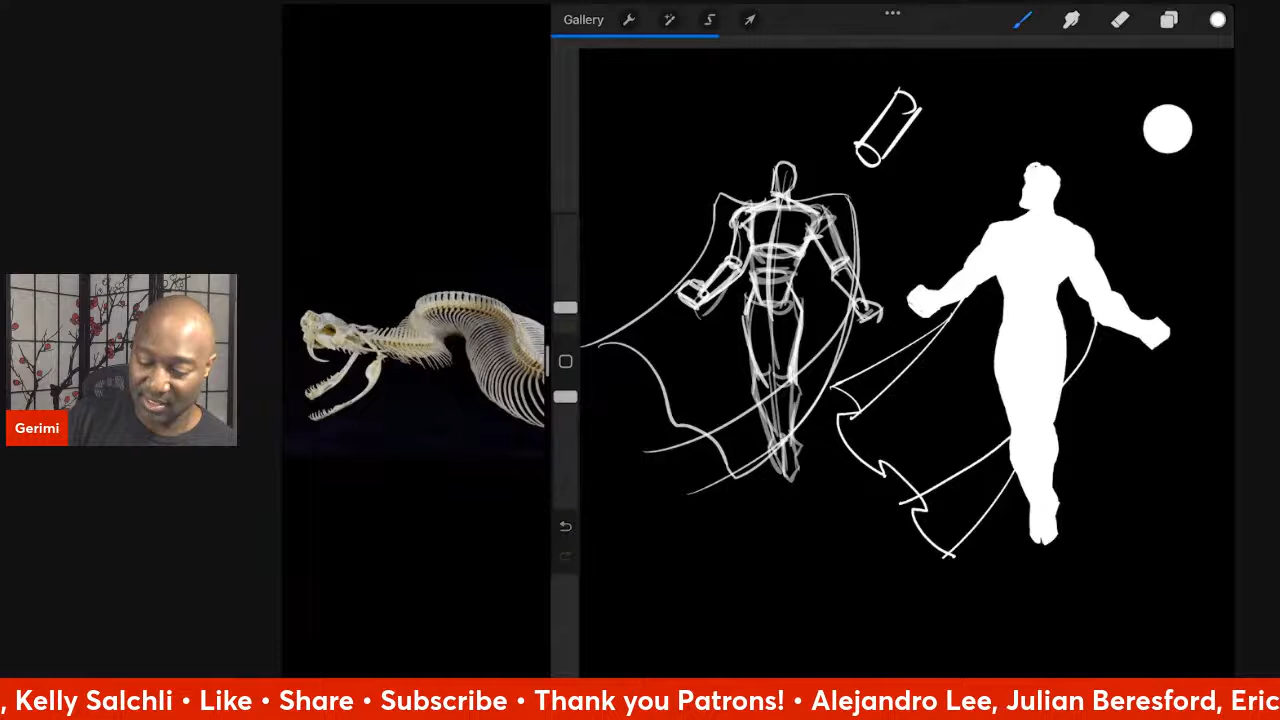 Gallery
Gerimi
, Kelly Salchli • Like • Share • Subscribe • Thank you Patrons! • Alejandro Lee, Julian Beresford, Eric